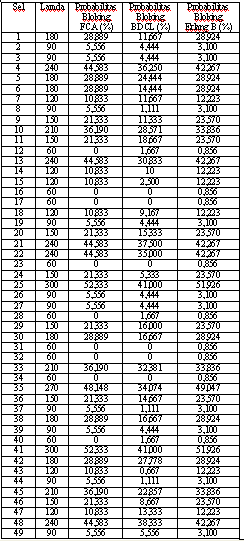 Sel Lamda Probabilitas Bloking FCA (%) Probabilitas Bloking BDCL (%) Probabilitas Bloking Erlang B (%)
1 180 28,889 11,667 28,924
2 90 5,556 4,444 3,100
3 90 5,556 4,444 3,100
4 240 44,583 36,250 42,267
5 180 28,889 24,444 28,924
6 180 28,889 14,444 28,924
7 120 10,833 11,667 12,223
8 90 5,556 1,111 3,100
9 150 21,333 11,333 23,570
10 210 36,190 28,571 33,836
11 150 21,333 18,667 23,570
12 60 0 1,667 0,856
13 240 44,583 30,833 42,267
14 120 10,833 10 12,223
15 120 10,833 2,500 12,223
16 60 0 0 0,856
17 60 0 0 0,856
18 120 10,833 9,167 12,223
19 90 5,556 4,444 3,100
20 150 21,333 15,333 23,570
21 240 44,583 37,500 42,267
22 240 44,583 35,000 42,267
23 60 0 0 0,856
24 150 21,333 5,333 23,570
25 300 52,333 41,000 51,926
26 90 5,556 4,444 3,100
27 90 5,556 4,444 3,100
28 60 0 1,667 0,856
29 150 21,333 16,000 23,570
30 180 28,889 16,667 28,924
31 60 0 0 0,856
32 60 0 0 0,856
33 210 36,190 32,381 33,836
34 60 0 0 0,856
35 270 48,148 34,074 49,047
36 150 21,333 14,667 23,570
37 90 5,556 1,111 3,100
38 180 28,889 16,667 28,924
39 90 5,556 4,444 3,100
40 60 0 1,667 0,856
41 300 52,333 41,000 51,926
42 180 28,889 27,778 28,924
43 120 10,833 0,667 12,223
44 90 5,556 1,111 3,100
45 210 36,190 22,857 33,836
46 150 21,333 8,667 23,570
47 120 10,833 13,333 12,223
48 240 44,583 38,333 42,267
49 90 5,556 5,556 3,100